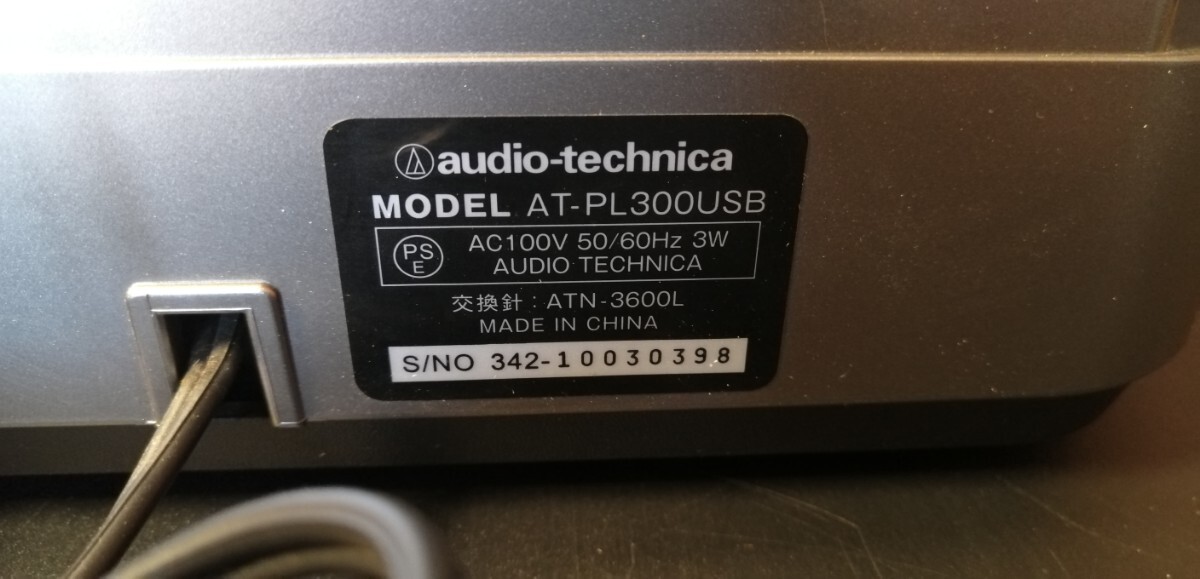 audio-technica
MODEL AT-PL300USB
PS
E
AC100V 50/60Hz 3W
AUDIO TECHNICA
交換針 : ATN-3600L
MADE IN CHINA
S/NO 342-10030398